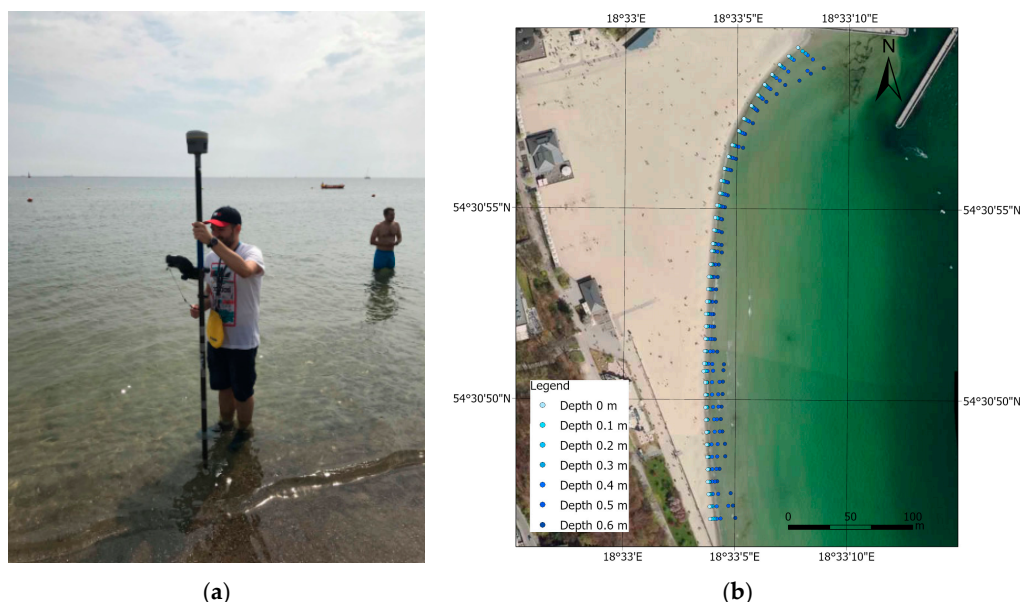 18°33'E 18°33'5"E 18°33'10"E
N
54°30'55"N 54°30'55"N
54°30'50"N 54°30'50"N
Legend
Depth 0 m
Depth 0.1 m
Depth 0.2 m
Depth 0.3 m
Depth 0.4 m
Depth 0.5 m
Depth 0.6 m
0 50 100
m
18°33'E 18°33'5"E 18°33'10"E
(a) (b)